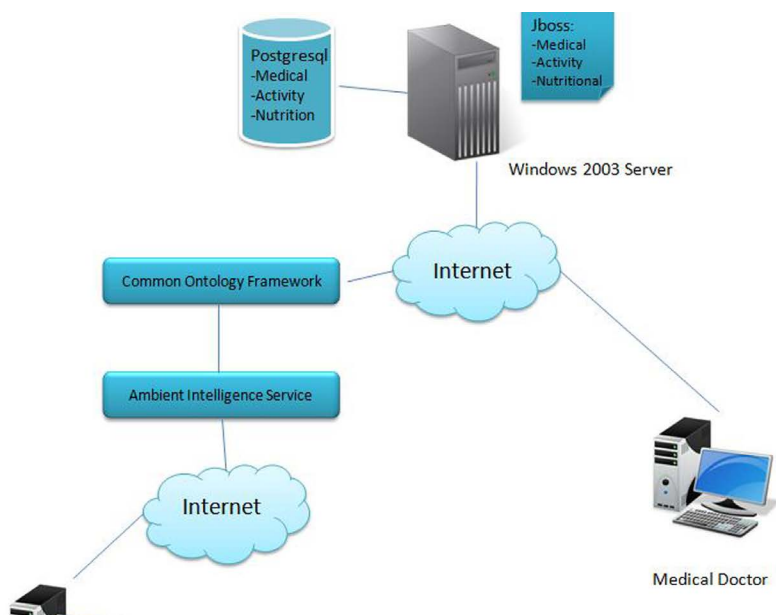 Postgresql
-Medical
-Activity
-Nutrition
Jboss:
-Medical
-Activity
-Nutritional
Windows 2003 Server
Internet
Common Ontology Framework
Ambient Intelligence Service
Internet
Medical Doctor